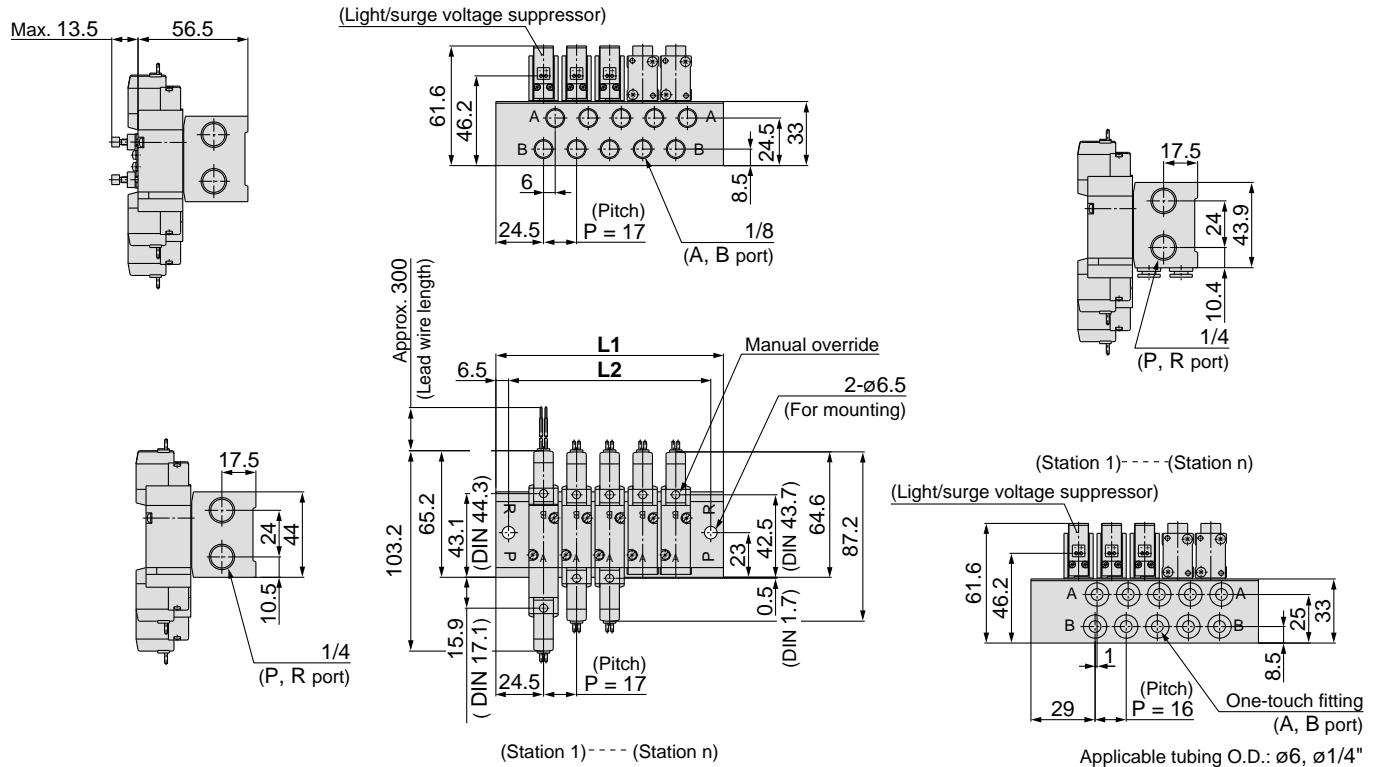 Max. 13.5
56.5
(Light/surge voltage suppressor)
61.6
46.2
A
A
B
B
33
24.5
8.5
6
24.5
(Pitch)
P = 17
1/8
(A, B port)
17.5
24
43.9
10.4
1/4
(P, R port)
Approx. 300
(Lead wire length)
L1
L2
6.5
Manual override
2-ø6.5
(For mounting)
103.2
65.2
43.1
(DIN 44.3)
R
P
B
B
B
B
A
A
A
A
A
R
P
23
42.5
(DIN 43.7)
64.6
87.2
0.5
(DIN 1.7)
15.9
( DIN 17.1)
24.5
(Pitch)
P = 17
(Station 1)---- (Station n)
17.5
24
44
10.5
1/4
(P, R port)
(Station 1)-----(Station n)
(Light/surge voltage suppressor)
61.6
46.2
A
A
B
B
33
25
8.5
1
29
(Pitch)
P = 16
One-touch fitting
(A, B port)
Applicable tubing O.D.: ø6, ø1/4"